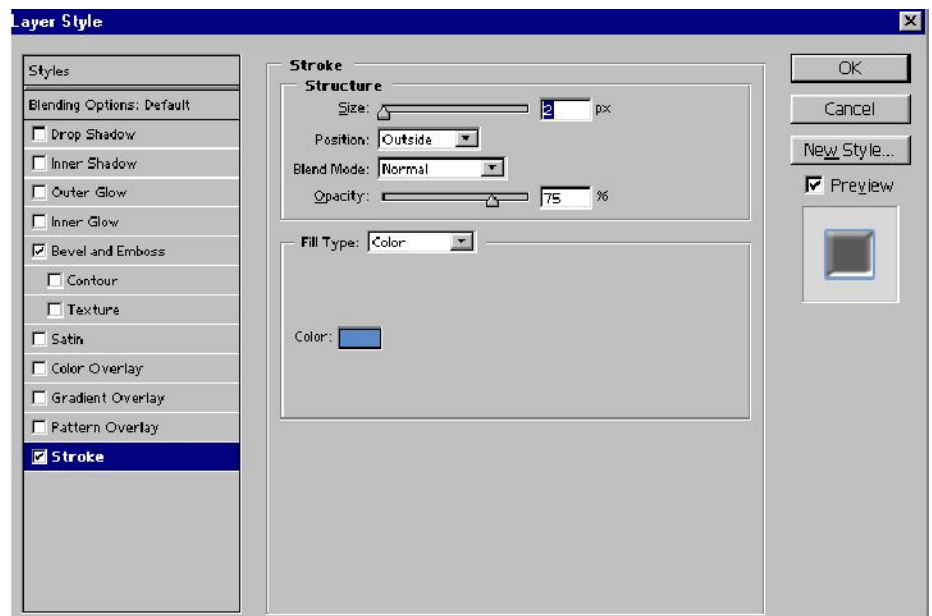 Layer Style
Styles
Blending Options: Default
Drop Shadow
Inner Shadow
Outer Glow
Inner Glow
Bevel and Emboss
Contour
Texture
Satin
Color Overlay
Gradient Overlay
Pattern Overlay
Stroke
Stroke
Structure
Size: 2 px
Position: Outside
Blend Mode: Normal
Opacity: 75 %
Fill Type: Color
Color:
OK
Cancel
New Style...
Preview